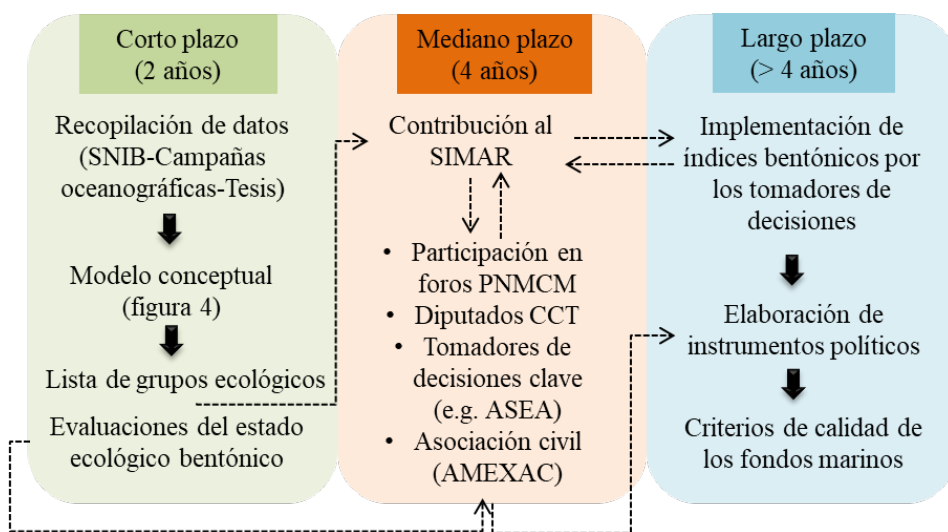 Corto plazo
(2 años)
Recopilación de datos
(SNIB-Campañas
oceanográficas-Tesis)
Modelo conceptual
(figura 4)
Lista de grupos ecológicos
Evaluaciones del estado
ecológico bentónico
Mediano plazo
(4 años)
Contribución al
SIMAR
• Participación en
foros PNMCM
• Diputados CCT
• Tomadores de
decisiones clave
(e.g. ASEA)
• Asociación civil
(AMEXAC)
Largo plazo
(> 4 años)
Implementación de
índices bentónicos por
los tomadores de
decisiones
Elaboración de
instrumentos políticos
Criterios de calidad de
los fondos marinos